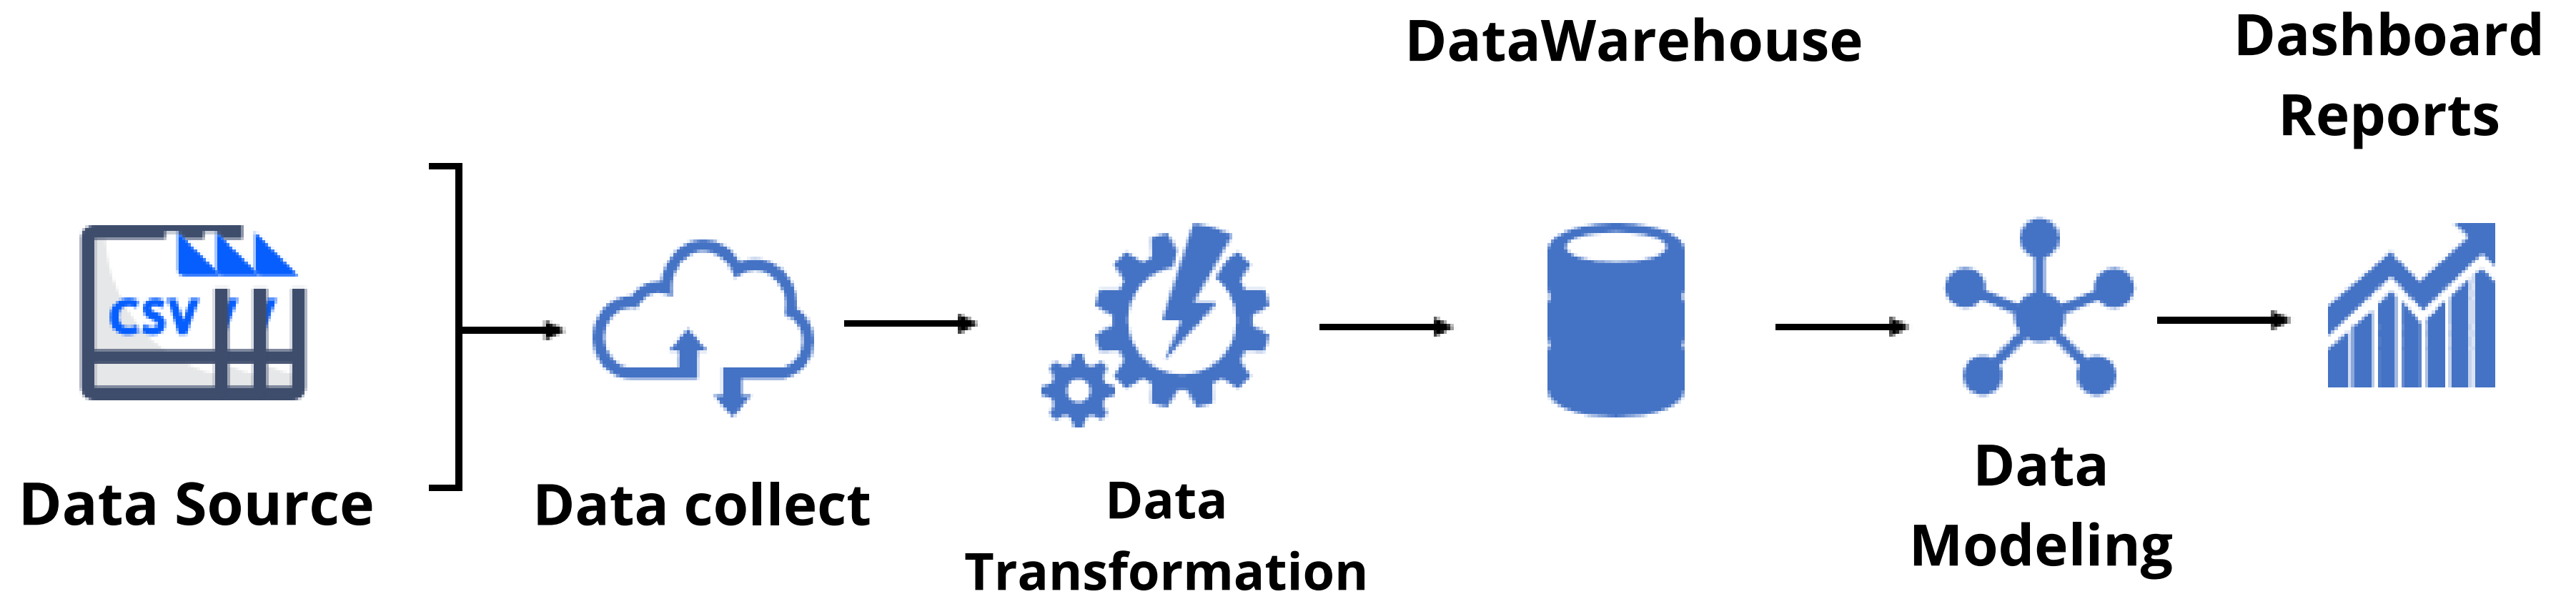 DataWarehouse
Dashboard
Reports
CSV
Data Source
Data collect
Data
Transformation
Data
Modeling